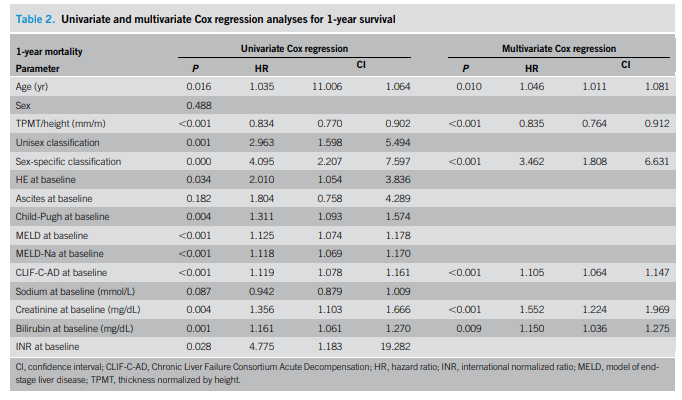 Table 2. Univariate and multivariate Cox regression analyses for 1-year survival
1-year mortality Univariate Cox regression Multivariate Cox regression
Parameter P HR CI P HR CI
Age (yr) 0.016 1.035 11.006 1.064 0.010 1.046 1.011 1.081
Sex 0.488
TPMT/height (mm/m) <0.001 0.834 0.770 0.902 <0.001 0.835 0.764 0.912
Unisex classification 0.001 2.963 1.598 5.494
Sex-specific classification 0.000 4.095 2.207 7.597 <0.001 3.462 1.808 6.631
HE at baseline 0.034 2.010 1.054 3.836
Ascites at baseline 0.182 1.804 0.758 4.289
Child-Pugh at baseline 0.004 1.311 1.093 1.574
MELD at baseline <0.001 1.125 1.074 1.178
MELD-Na at baseline <0.001 1.118 1.069 1.170
CLIF-C-AD at baseline <0.001 1.119 1.078 1.161 <0.001 1.105 1.064 1.147
Sodium at baseline (mmol/L) 0.087 0.942 0.879 1.009
Creatinine at baseline (mg/dL) 0.004 1.356 1.103 1.666 <0.001 1.552 1.224 1.969
Bilirubin at baseline (mg/dL) 0.001 1.161 1.061 1.270 0.009 1.150 1.036 1.275
INR at baseline 0.028 4.775 1.183 19.282
CI, confidence interval; CLIF-C-AD, Chronic Liver Failure Consortium Acute Decompensation; HR, hazard ratio; INR, international normalized ratio; MELD, model of end-
stage liver disease; TPMT, thickness normalized by height.